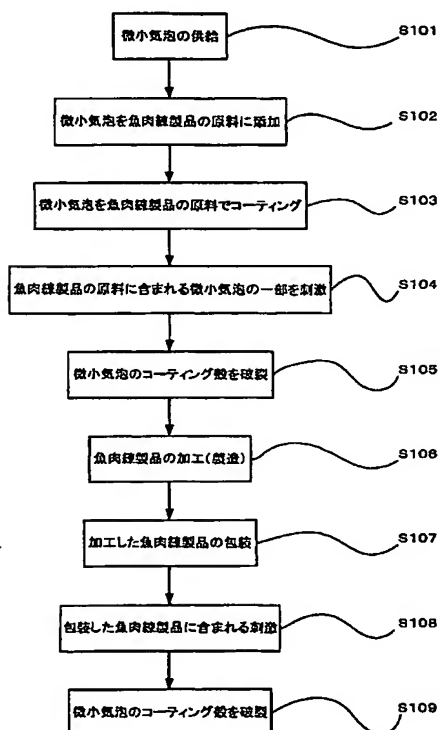 微小気泡の供給 S101
微小気泡を魚肉練製品の原料に添加 S102
微小気泡を魚肉練製品の原料でコーティング S103
魚肉練製品の原料に含まれる微小気泡の一部を刺激 S104
微小気泡のコーティング殻を破裂 S105
魚肉練製品の加工(製造) S106
加工した魚肉練製品の包装 S107
包装した魚肉練製品に含まれる刺激 S108
微小気泡のコーティング殻を破裂 S109